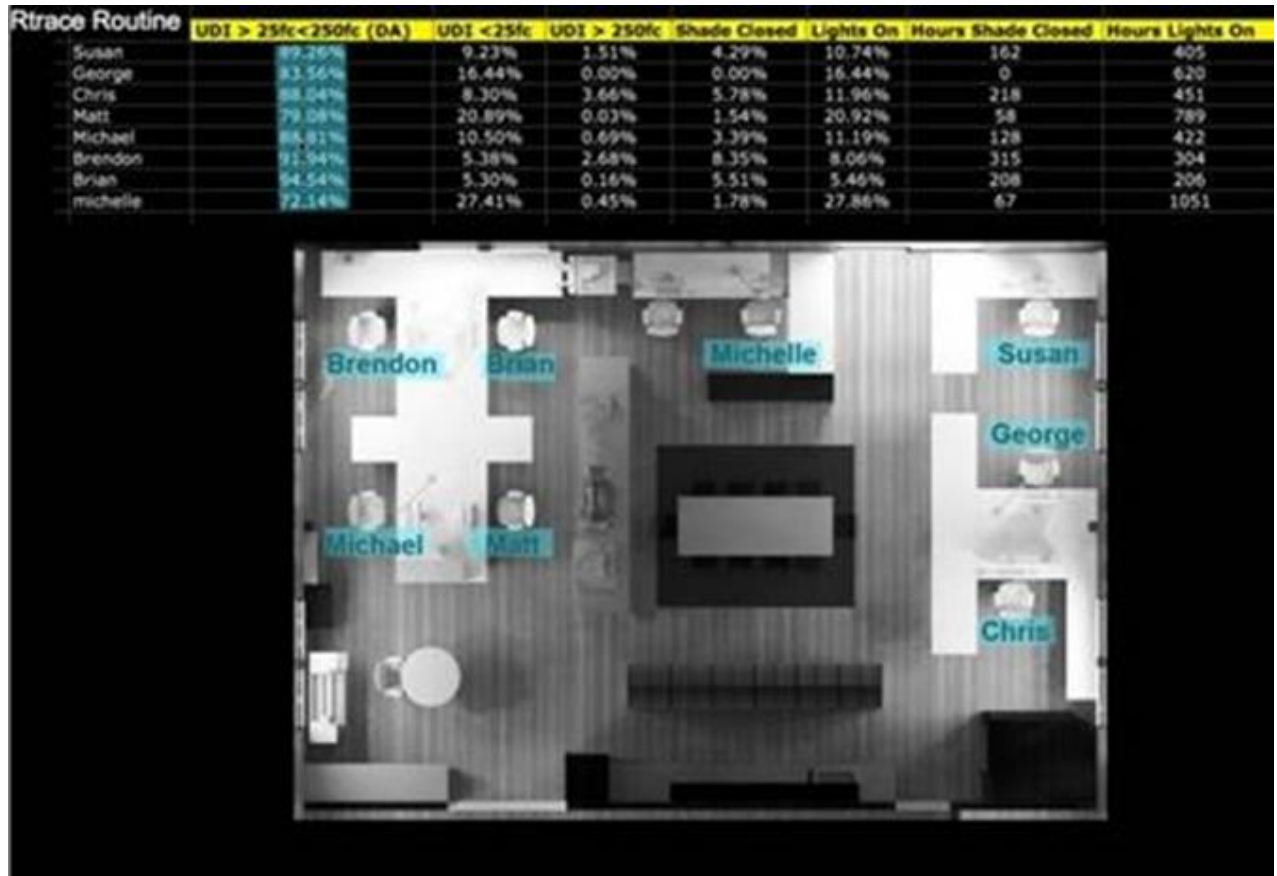 Rtrace Routine UDI > 25fc<250fc (DA) UDI <25fc UDI > 250fc Shade Closed Lights On Hours Shade Closed Hours Lights On
Susan 89.26% 9.23% 1.51% 4.29% 10.74% 162 405
George 83.56% 16.44% 0.00% 0.00% 16.44% 0 620
Chris 88.04% 8.30% 3.66% 5.78% 11.96% 218 451
Matt 79.08% 20.89% 0.03% 1.54% 20.92% 58 789
Michael 88.81% 10.50% 0.69% 3.39% 11.19% 128 422
Brendon 91.94% 5.38% 2.68% 8.35% 8.06% 315 304
Brian 94.54% 5.30% 0.16% 5.51% 5.46% 208 206
michelle 72.14% 27.41% 0.45% 1.78% 27.86% 67 1051
Brendon Brian Michelle Susan
George
Michael Matt
Chris